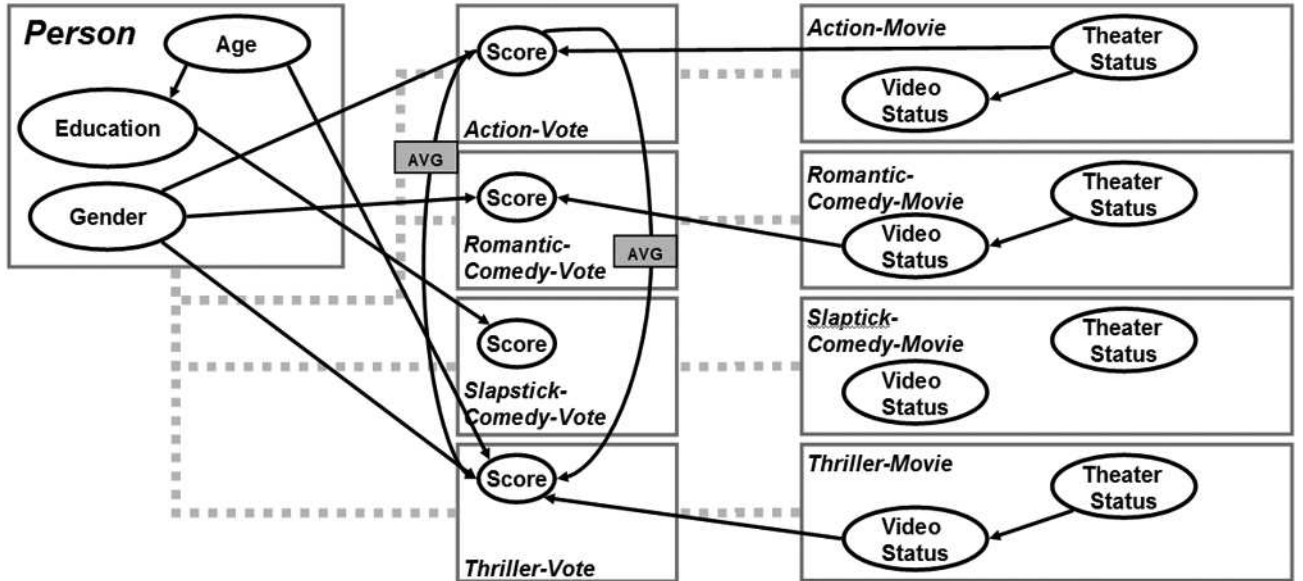 Person
Age
Education
Gender
Score
Action-Vote
AVG
Score
Romantic-
Comedy-Vote
AVG
Score
Slapstick-
Comedy-Vote
Score
Thriller-Vote
Action-Movie
Theater
Status
Video
Status
Romantic-
Comedy-Movie
Theater
Status
Video
Status
Slaptick-
Comedy-Movie
Theater
Status
Video
Status
Thriller-Movie
Theater
Status
Video
Status